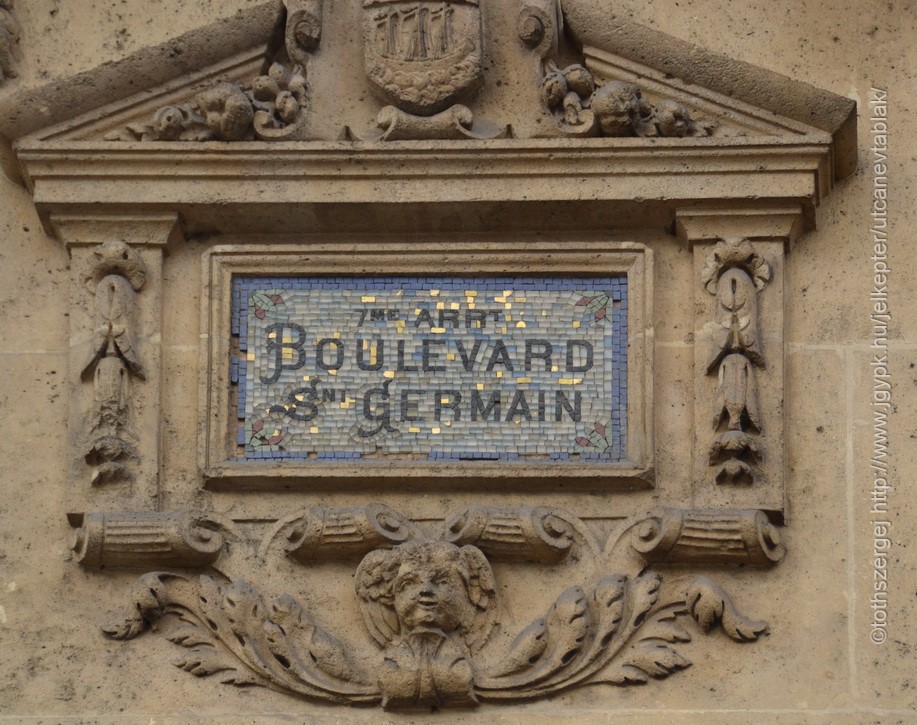 7ME ARRT
BOULEVARD
SNT GERMAIN
©tothszergej http://www.jgypk.hu/jelkepter/utcanevtablak/